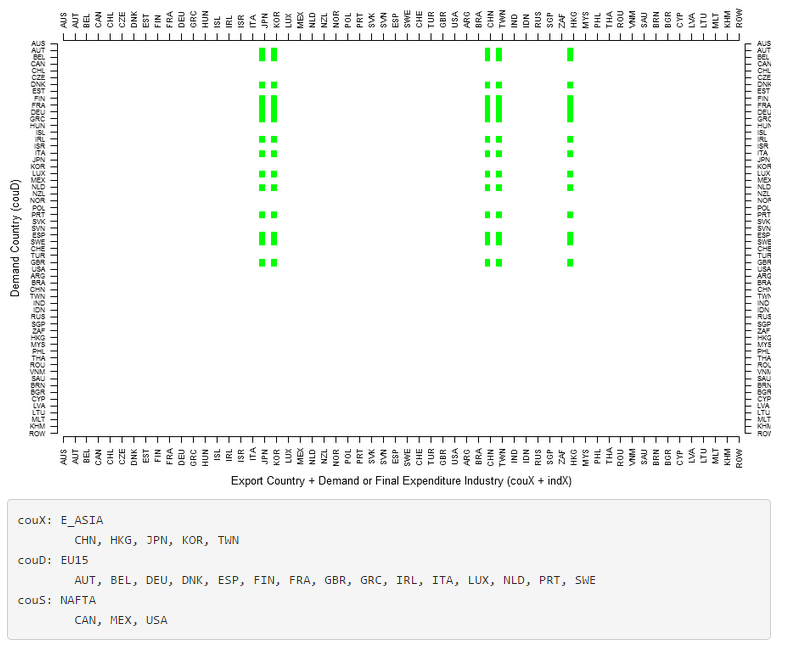 AUS AUT BEL CAN CHL CZE DNK EST FIN FRA DEU GRC HUN ISL IRL ISR ITA JPN KOR LUX MEX NLD NZL NOR POL PRT SVK SVN ESP SWE CHE TUR GBR USA ARG BRA CHN TWN IND IDN RUS SGP ZAF HKG MYS PHL THA ROU VNM SAU BRN BGR CYP LVA LTU MLT KHM ROW
Demand Country (couD)
AUS AUS
AUT AUT
BEL BEL
CAN CAN
CHL CHL
CZE CZE
DNK DNK
EST EST
FIN FIN
FRA FRA
DEU DEU
GRC GRC
HUN HUN
ISL ISL
IRL IRL
ISR ISR
ITA ITA
JPN JPN
KOR KOR
LUX LUX
MEX MEX
NLD NLD
NZL NZL
NOR NOR
POL POL
PRT PRT
SVK SVK
SVN SVN
ESP ESP
SWE SWE
CHE CHE
TUR TUR
GBR GBR
USA USA
ARG ARG
BRA BRA
CHN CHN
TWN TWN
IND IND
IDN IDN
RUS RUS
SGP SGP
ZAF ZAF
HKG HKG
MYS MYS
PHL PHL
THA THA
ROU ROU
VNM VNM
SAU SAU
BRN BRN
BGR BGR
CYP CYP
LVA LVA
LTU LTU
MLT MLT
KHM KHM
ROW ROW
AUS AUT BEL CAN CHL CZE DNK EST FIN FRA DEU GRC HUN ISL IRL ISR ITA JPN KOR LUX MEX NLD NZL NOR POL PRT SVK SVN ESP SWE CHE TUR GBR USA ARG BRA CHN TWN IND IDN RUS SGP ZAF HKG MYS PHL THA ROU VNM SAU BRN BGR CYP LVA LTU MLT KHM ROW
Export Country + Demand or Final Expenditure Industry (couX + indX)
couX: E_ASIA
CHN, HKG, JPN, KOR, TWN
couD: EU15
AUT, BEL, DEU, DNK, ESP, FIN, FRA, GBR, GRC, IRL, ITA, LUX, NLD, PRT, SWE
couS: NAFTA
CAN, MEX, USA